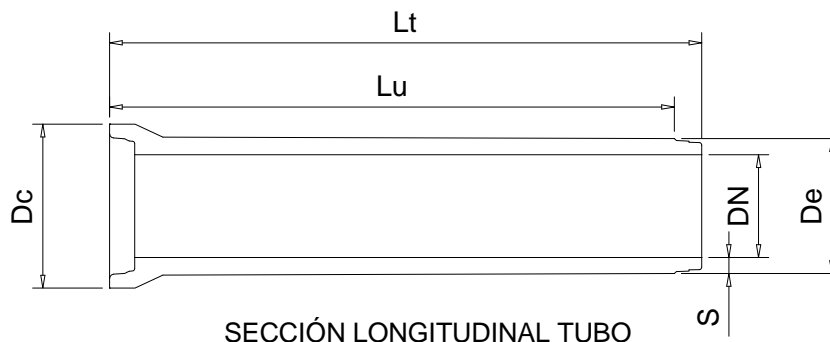 Lt
Lu
Dc
DN
De
S
SECCIÓN LONGITUDINAL TUBO